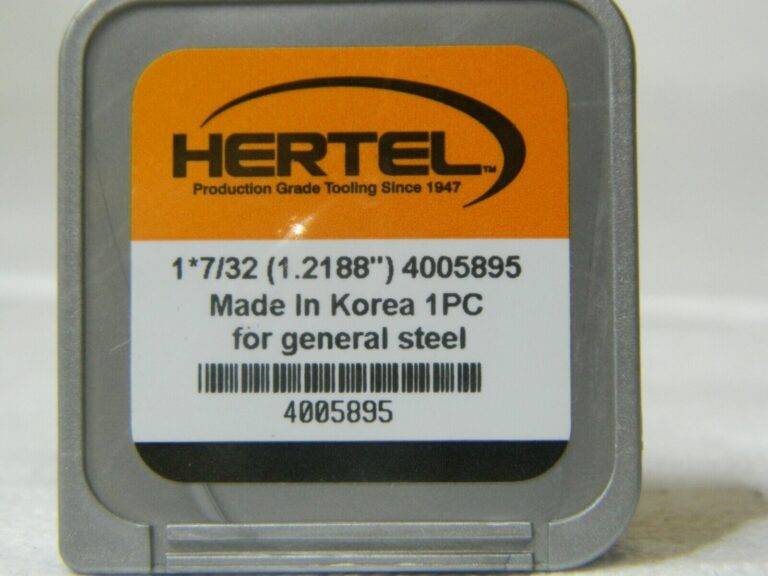 HERTEL™
Production Grade Tooling Since 1947
1*7/32 (1.2188") 4005895
Made In Korea 1PC
for general steel
4005895